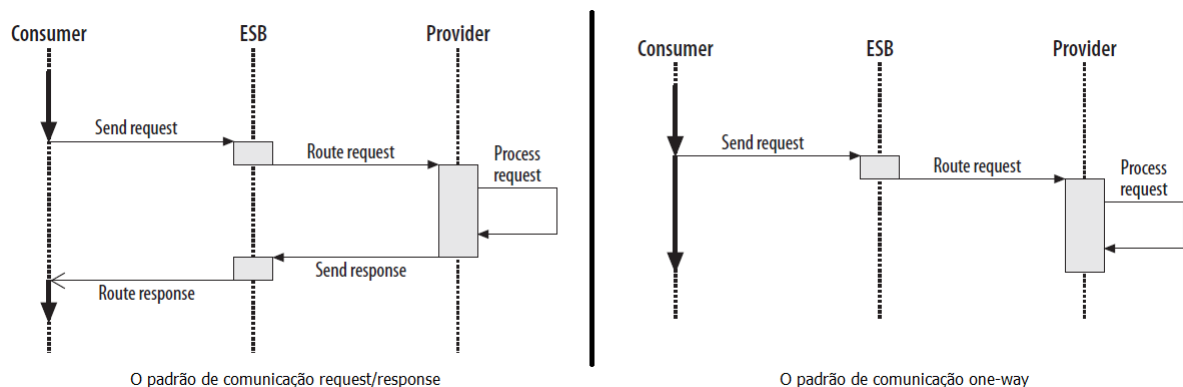 Consumer
ESB
Provider
Send request
Route request
Process
request
Send response
Route response
O padrão de comunicação request/response
Consumer
ESB
Provider
Send request
Route request
Process
request
O padrão de comunicação one-way